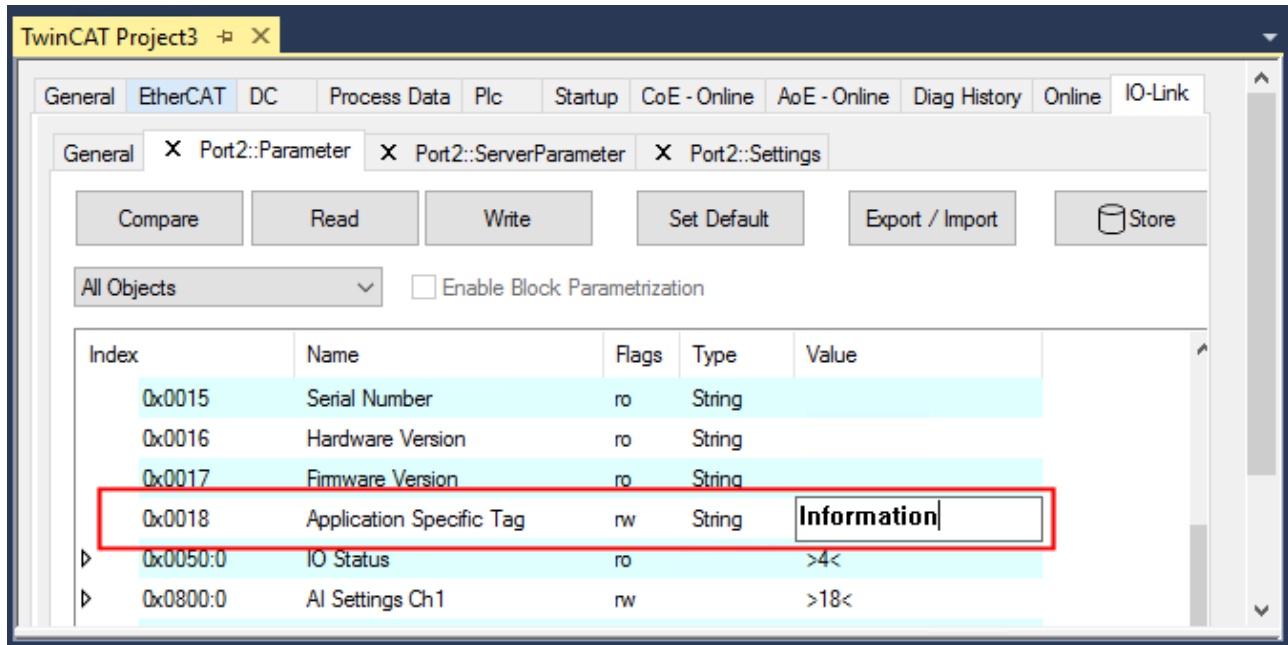 TwinCAT Project3
General EtherCAT DC Process Data Plc Startup CoE - Online AoE - Online Diag History Online IO-Link
General X Port2::Parameter X Port2::ServerParameter X Port2::Settings
Compare Read Write Set Default Export / Import Store
All Objects Enable Block Parametrization
Index Name Flags Type Value
0x0015 Serial Number ro String
0x0016 Hardware Version ro String
0x0017 Firmware Version ro String
0x0018 Application Specific Tag rw String Information
0x0050:0 IO Status ro >4<
0x0800:0 AI Settings Ch1 rw >18<